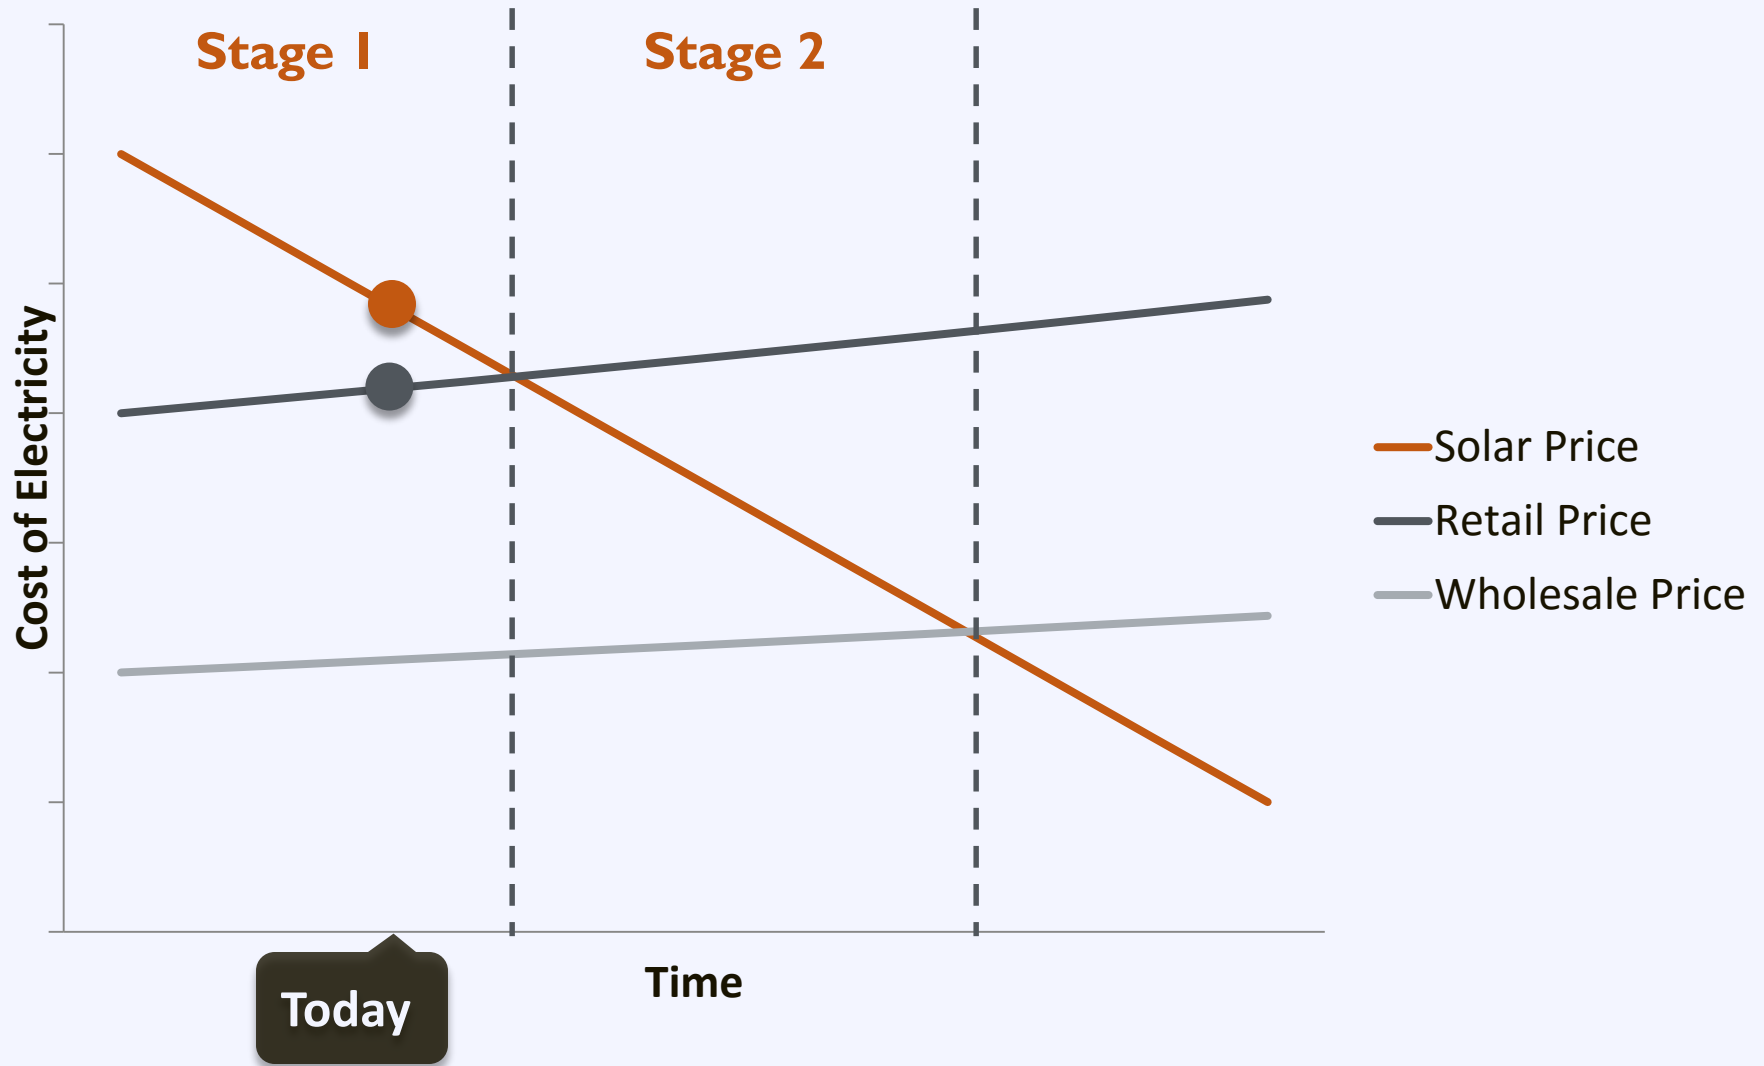 Stage 1
Stage 2
Cost of Electricity
Solar Price
Retail Price
Wholesale Price
Time
Today